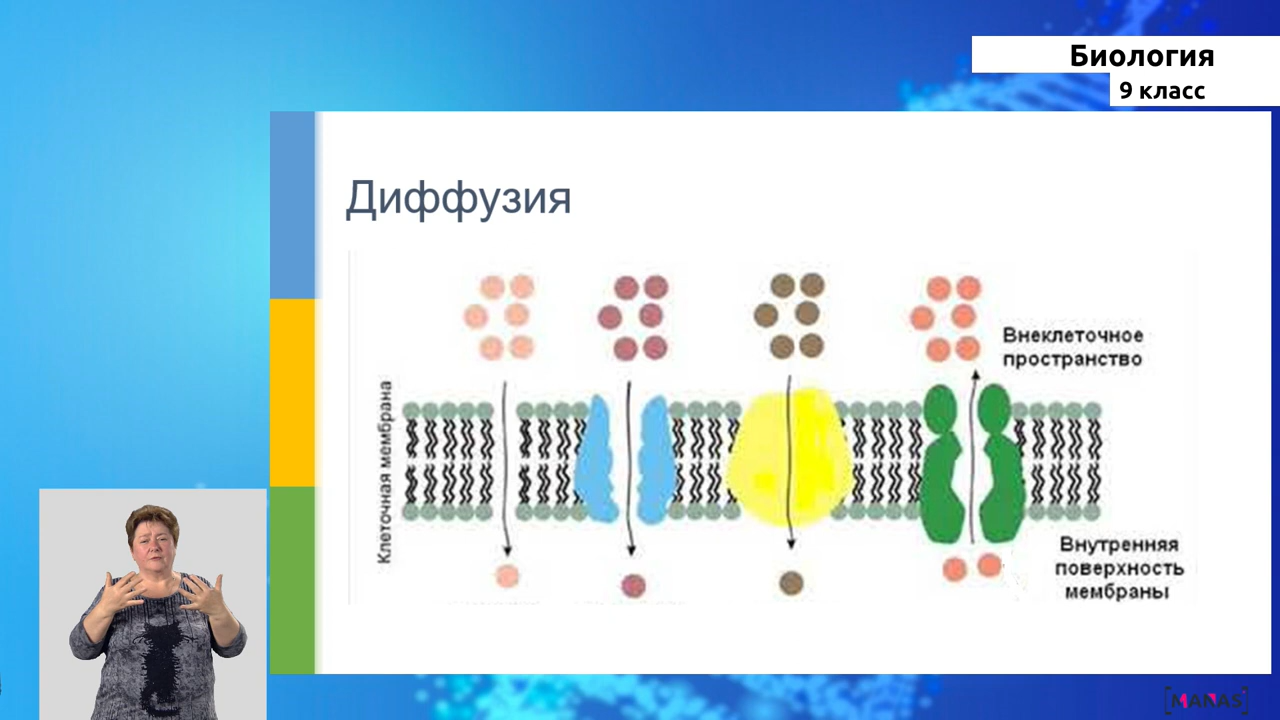 Биология
9 класс
Диффузия
Клеточная мембрана
Внеклеточное
пространство
Внутренняя
поверхность
мембраны
[MANAS]